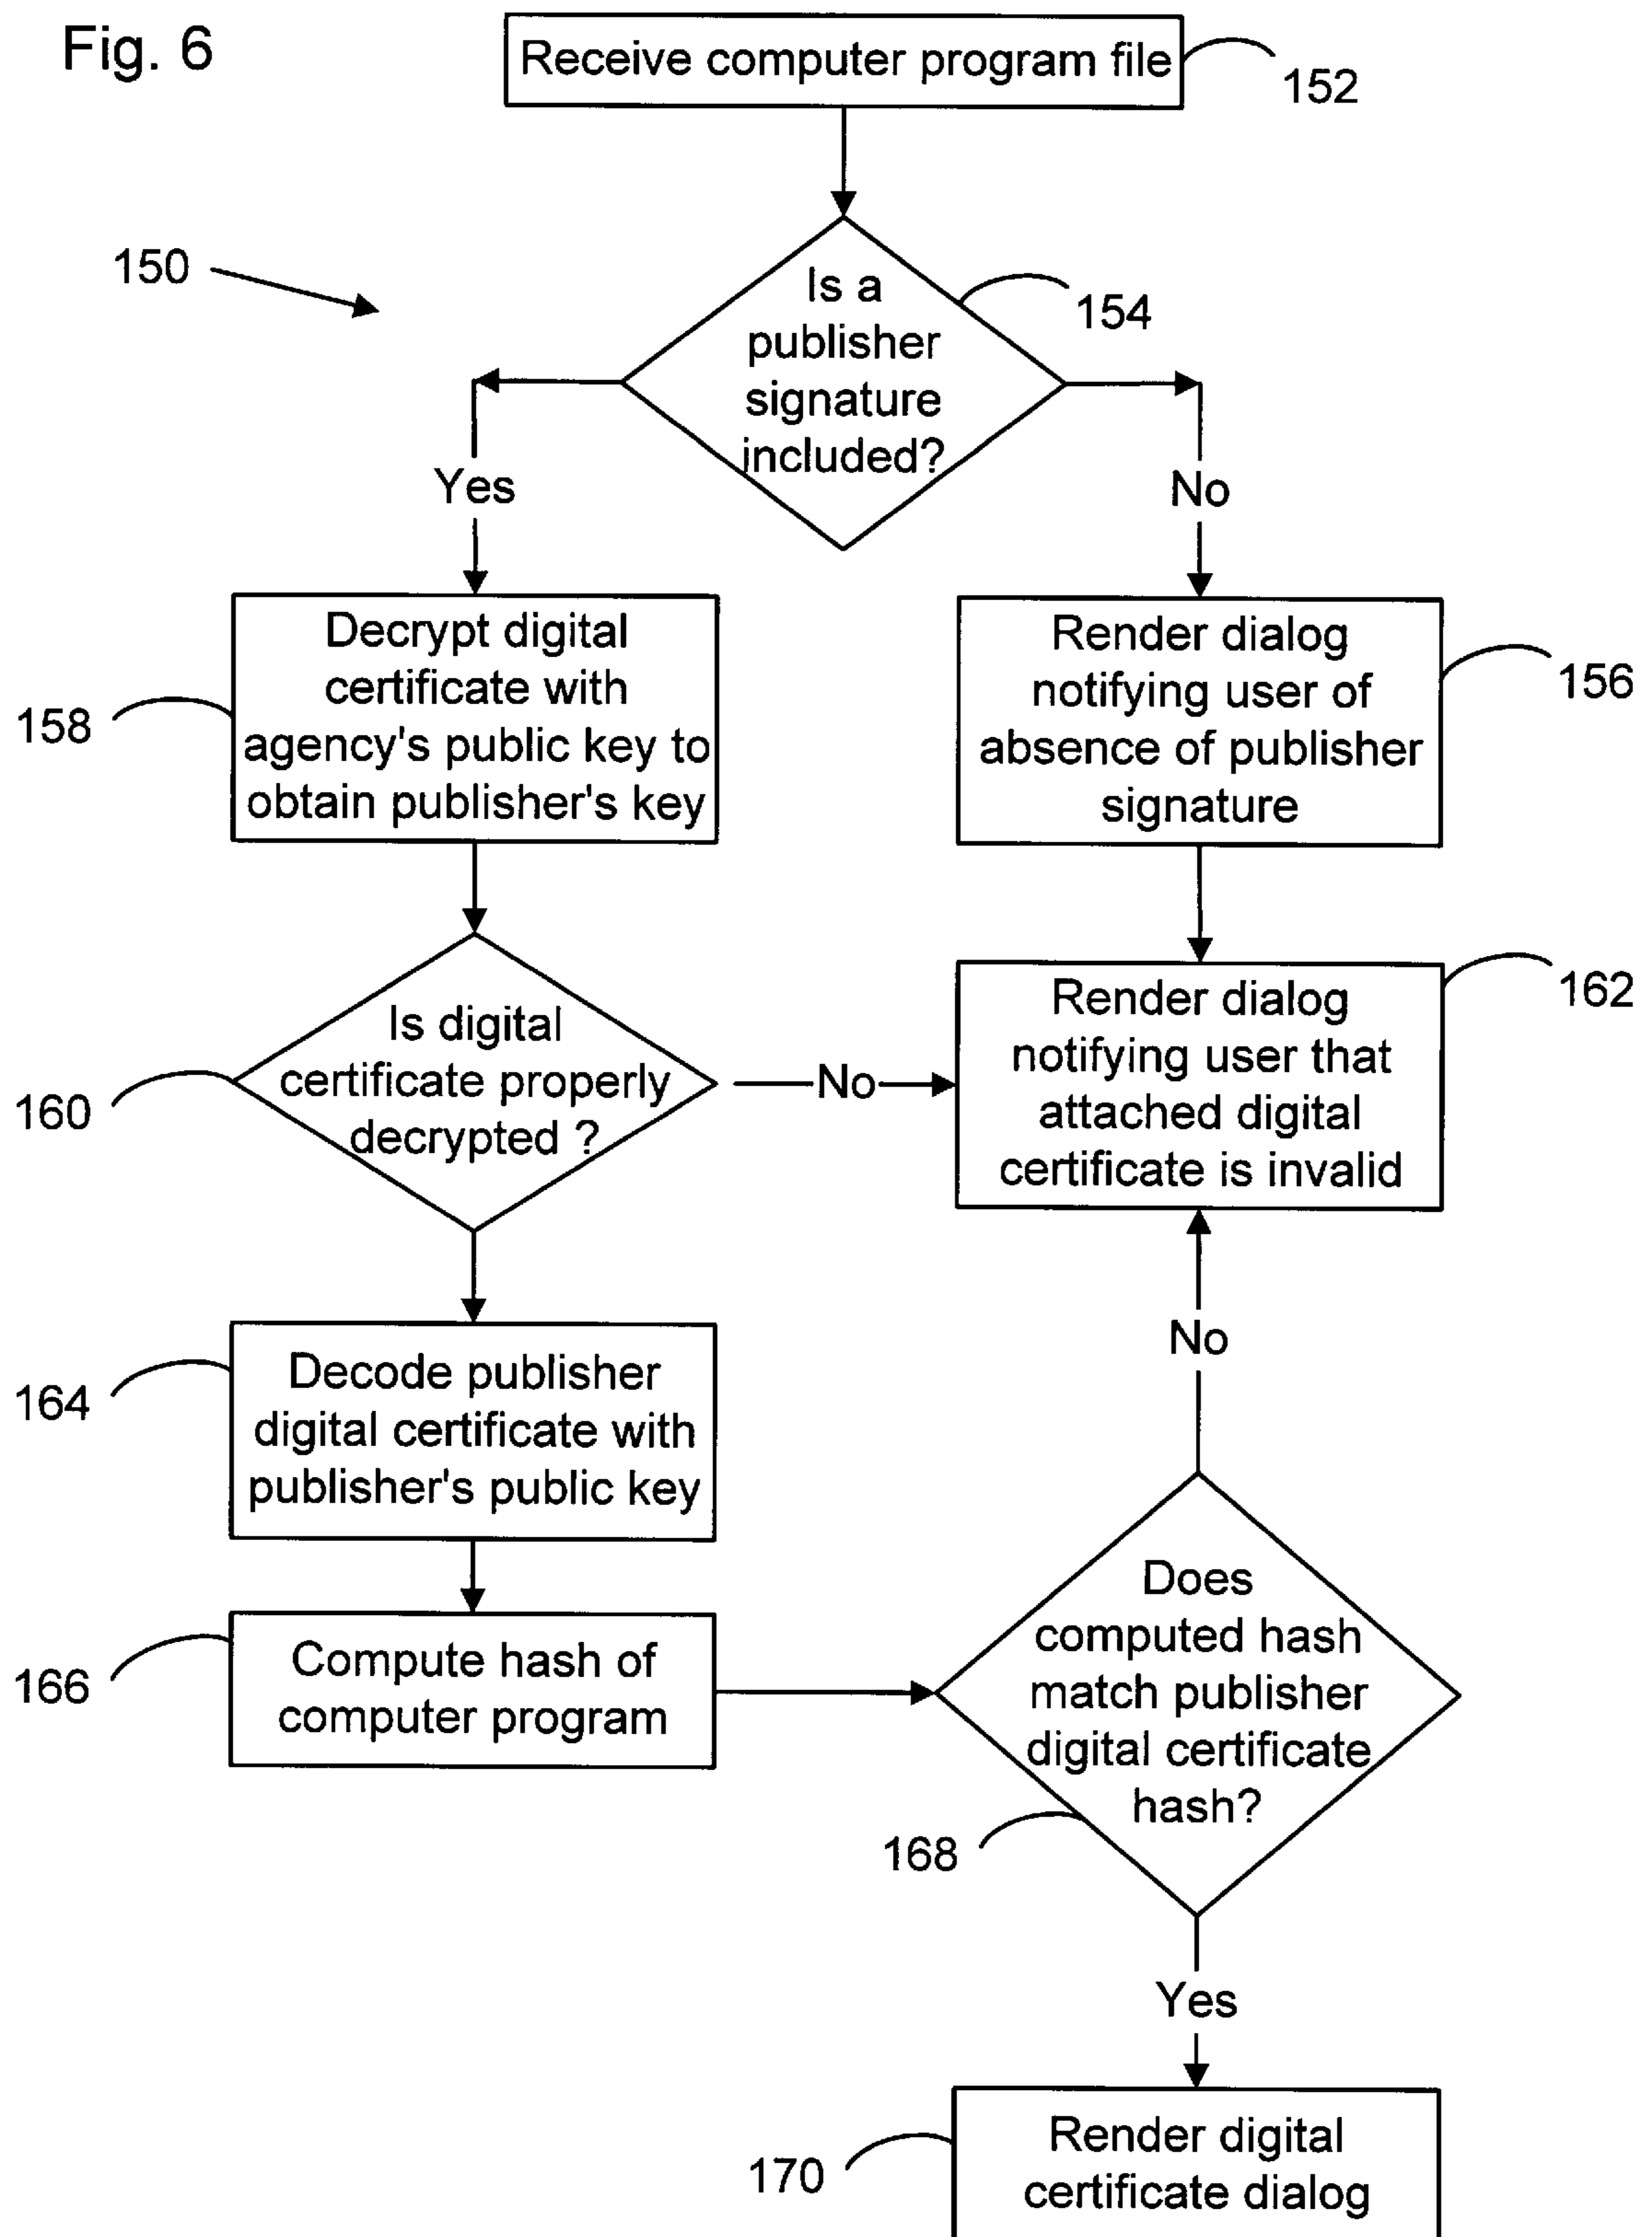 Fig. 6
Receive computer program file
152
150
Is a
publisher
signature
included?
154
Yes
No
Decrypt digital
certificate with
agency's public key to
obtain publisher's key
158
Render dialog
notifying user of
absence of publisher
signature
156
Is digital
certificate properly
decrypted ?
160
No
Render dialog
notifying user that
attached digital
certificate is invalid
162
Decode publisher
digital certificate with
publisher's public key
164
No
Compute hash of
computer program
166
Does
computed hash
match publisher
digital certificate
hash?
168
Yes
Render digital
certificate dialog
170